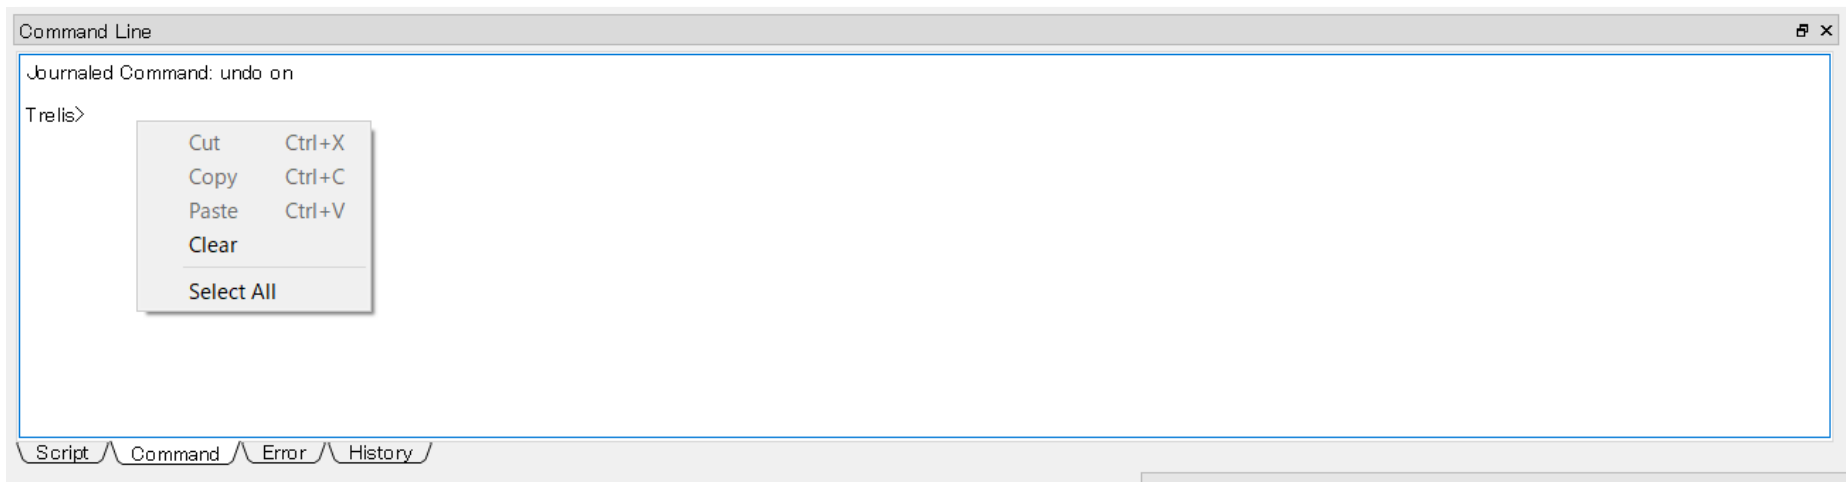 Command Line
Journaled Command: undo on
Trelis>
Cut Ctrl+X
Copy Ctrl+C
Paste Ctrl+V
Clear
Select All
Script Command Error History